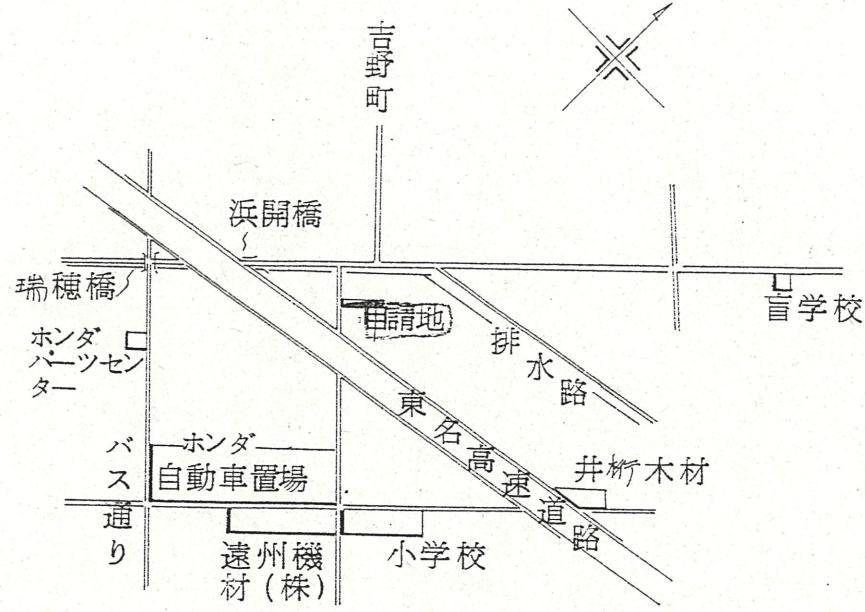 吉野町
浜開橋
瑞穂橋
申請地
盲学校
ホンダ
パーツセン
ター
排水路
東名高速道路
バス通り
ホンダ
自動車置場
井桁木材
遠州機
材(株)
小学校